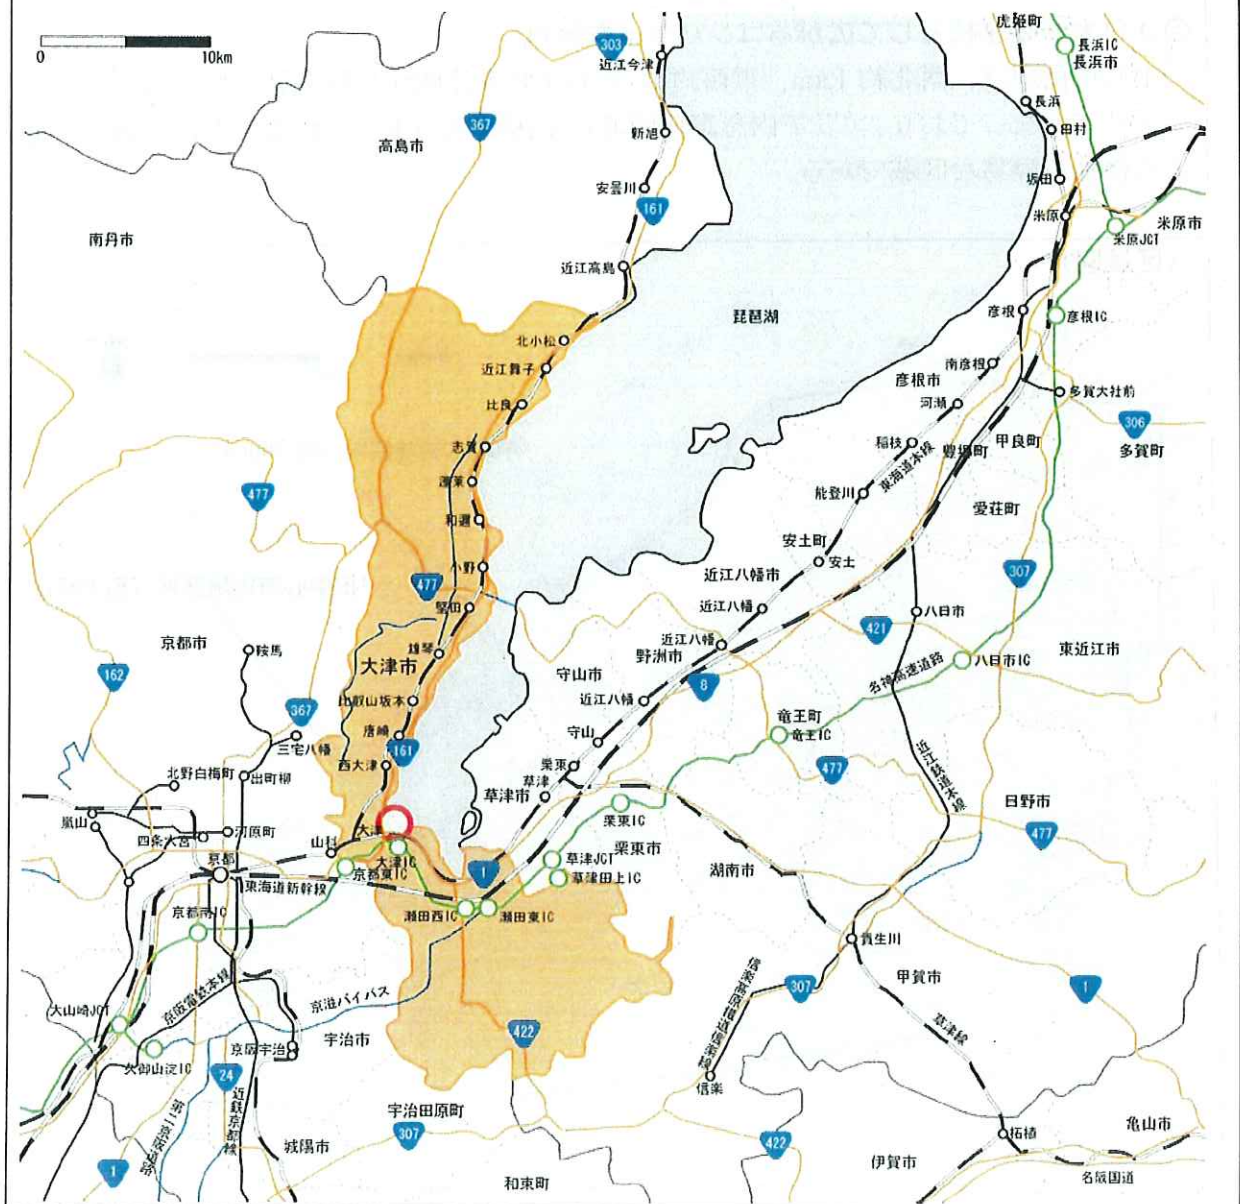 0 10km
303
近江今津
虎姫町
長浜IC
長浜市
長浜
367
高島市
新旭
田村
安曇川
坂田
161
米原
米原市
米原JCT
南丹市
近江高島
琵琶湖
彦根
彦根IC
北小松
近江舞子
南彦根
彦根市
多賀大社前
比良
河瀬
306
志賀
稲枝
東海道本線
豊郷町
甲良町
多賀町
蓬莱
477
能登川
愛荘町
和邇
安土町
安土
小野
477
近江八幡市
307
堅田
近江八幡
八日市
421
京都市
鞍馬
雄琴
大津市
近江八幡
野洲市
守山市
8
名神高速道路
八日市IC
東近江市
162
比叡山坂本
近江八幡
367
唐崎
竜王町
竜王IC
三宅八幡
161
守山
西大津
栗東
477
近江鉄道本線
北野白梅町
出町柳
草津
草津市
日野市
嵐山
四条大宮
河原町
山科
大津
栗東IC
477
京都
大津IC
草津JCT
栗東市
東海道新幹線
京都東IC
1
草津田上IC
湖南市
京都南IC
瀬田西IC
瀬田東IC
貴生川
大山崎JCT
京阪電鉄本線
京滋バイパス
信楽高原鐵道信楽線
307
甲賀市
1
京阪宇治
宇治市
422
草津線
久御山淀IC
24
信楽
第二京阪道路
近鉄京都線
宇治田原町
307
422
柘植
亀山市
城陽市
1
和束町
伊賀市
名阪国道